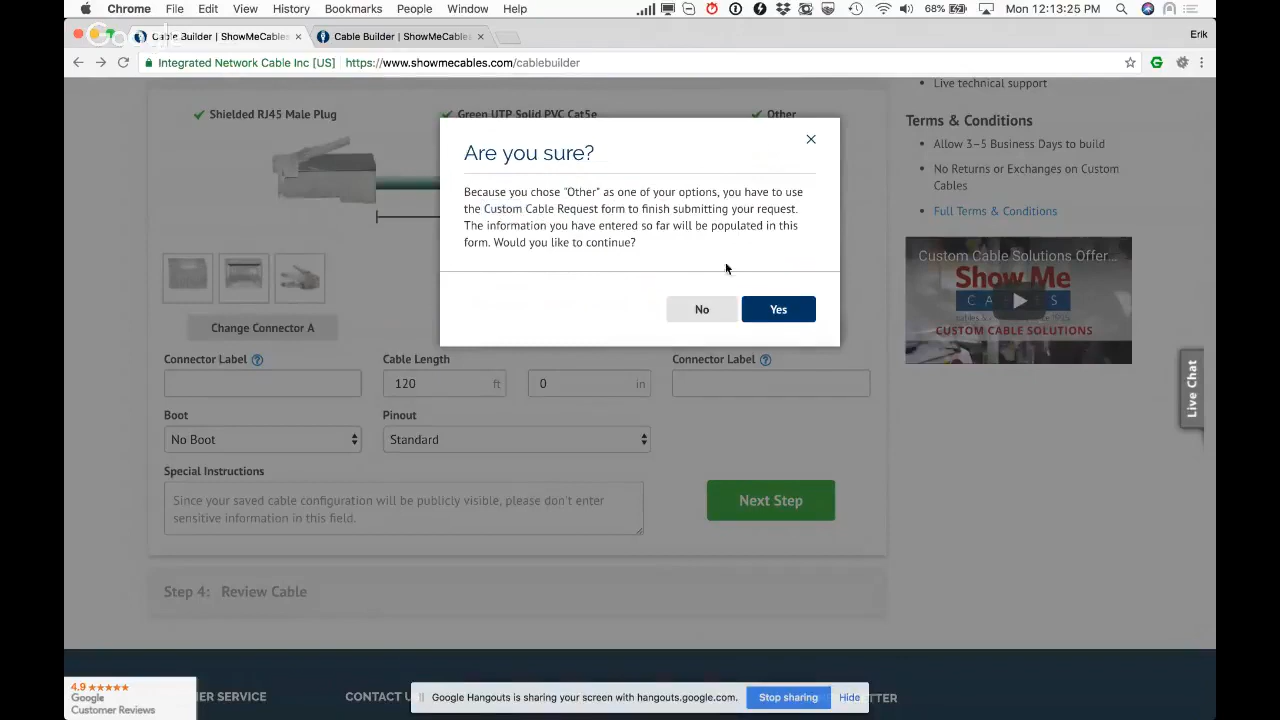 Chrome File Edit View History Bookmarks People Window Help 68% Mon 12:13:25 PM
Google
Cable Builder | ShowMeCables
Cable Builder | ShowMeCables
Erik
Integrated Network Cable Inc [US] https://www.showmecables.com/cablebuilder
Shielded RJ45 Male Plug
Green UTP Solid PVC Cat5e
Other
Are you sure?
Because you chose "Other" as one of your options, you have to use
the Custom Cable Request form to finish submitting your request.
The information you have entered so far will be populated in this
form. Would you like to continue?
No Yes
Change Connector A
Connector Label ?
Cable Length
120 ft
0 in
Connector Label ?
Boot
No Boot
Pinout
Standard
Special Instructions
Since your saved cable configuration will be publicly visible, please don't enter
sensitive information in this field.
Next Step
Step 4: Review Cable
Live technical support
Terms & Conditions
Allow 3–5 Business Days to build
No Returns or Exchanges on Custom
Cables
Full Terms & Conditions
Custom Cable Solutions Offer...
Show Me
CABLES
CUSTOM CABLE SOLUTIONS
Live Chat
4.9
Google
Customer Reviews
ER SERVICE
CONTACT U
ETTER
Google Hangouts is sharing your screen with hangouts.google.com. Stop sharing Hide